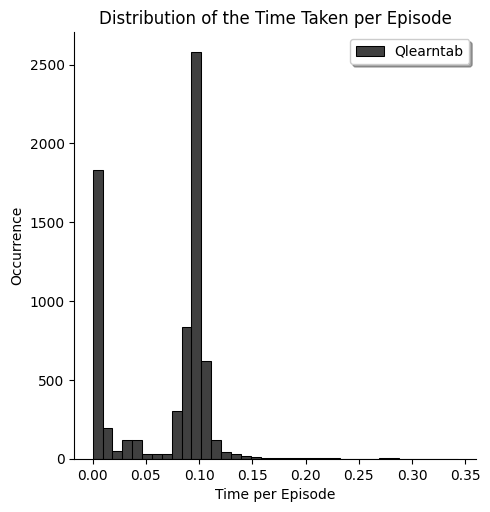 Distribution of the Time Taken per Episode
Qlearntab
2500
2000
1500
1000
500
0
Occurrence
0.00 0.05 0.10 0.15 0.20 0.25 0.30 0.35
Time per Episode